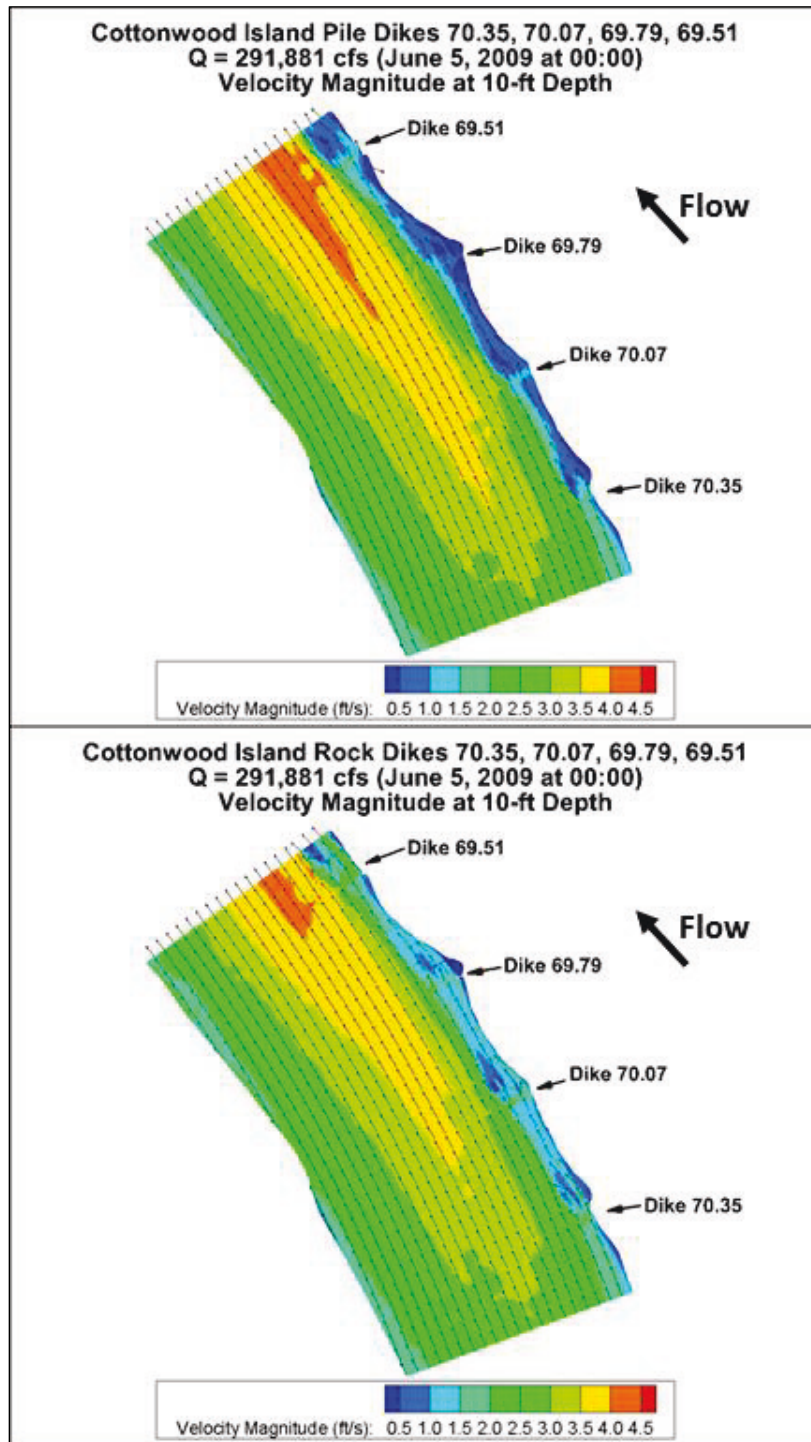 Cottonwood Island Pile Dikes 70.35, 70.07, 69.79, 69.51
Q = 291,881 cfs (June 5, 2009 at 00:00)
Velocity Magnitude at 10-ft Depth
Dike 69.51
Flow
Dike 69.79
Dike 70.07
Dike 70.35
Velocity Magnitude (ft/s): 0.5 1.0 1.5 2.0 2.5 3.0 3.5 4.0 4.5
Cottonwood Island Rock Dikes 70.35, 70.07, 69.79, 69.51
Q = 291,881 cfs (June 5, 2009 at 00:00)
Velocity Magnitude at 10-ft Depth
Dike 69.51
Flow
Dike 69.79
Dike 70.07
Dike 70.35
Velocity Magnitude (ft/s): 0.5 1.0 1.5 2.0 2.5 3.0 3.5 4.0 4.5